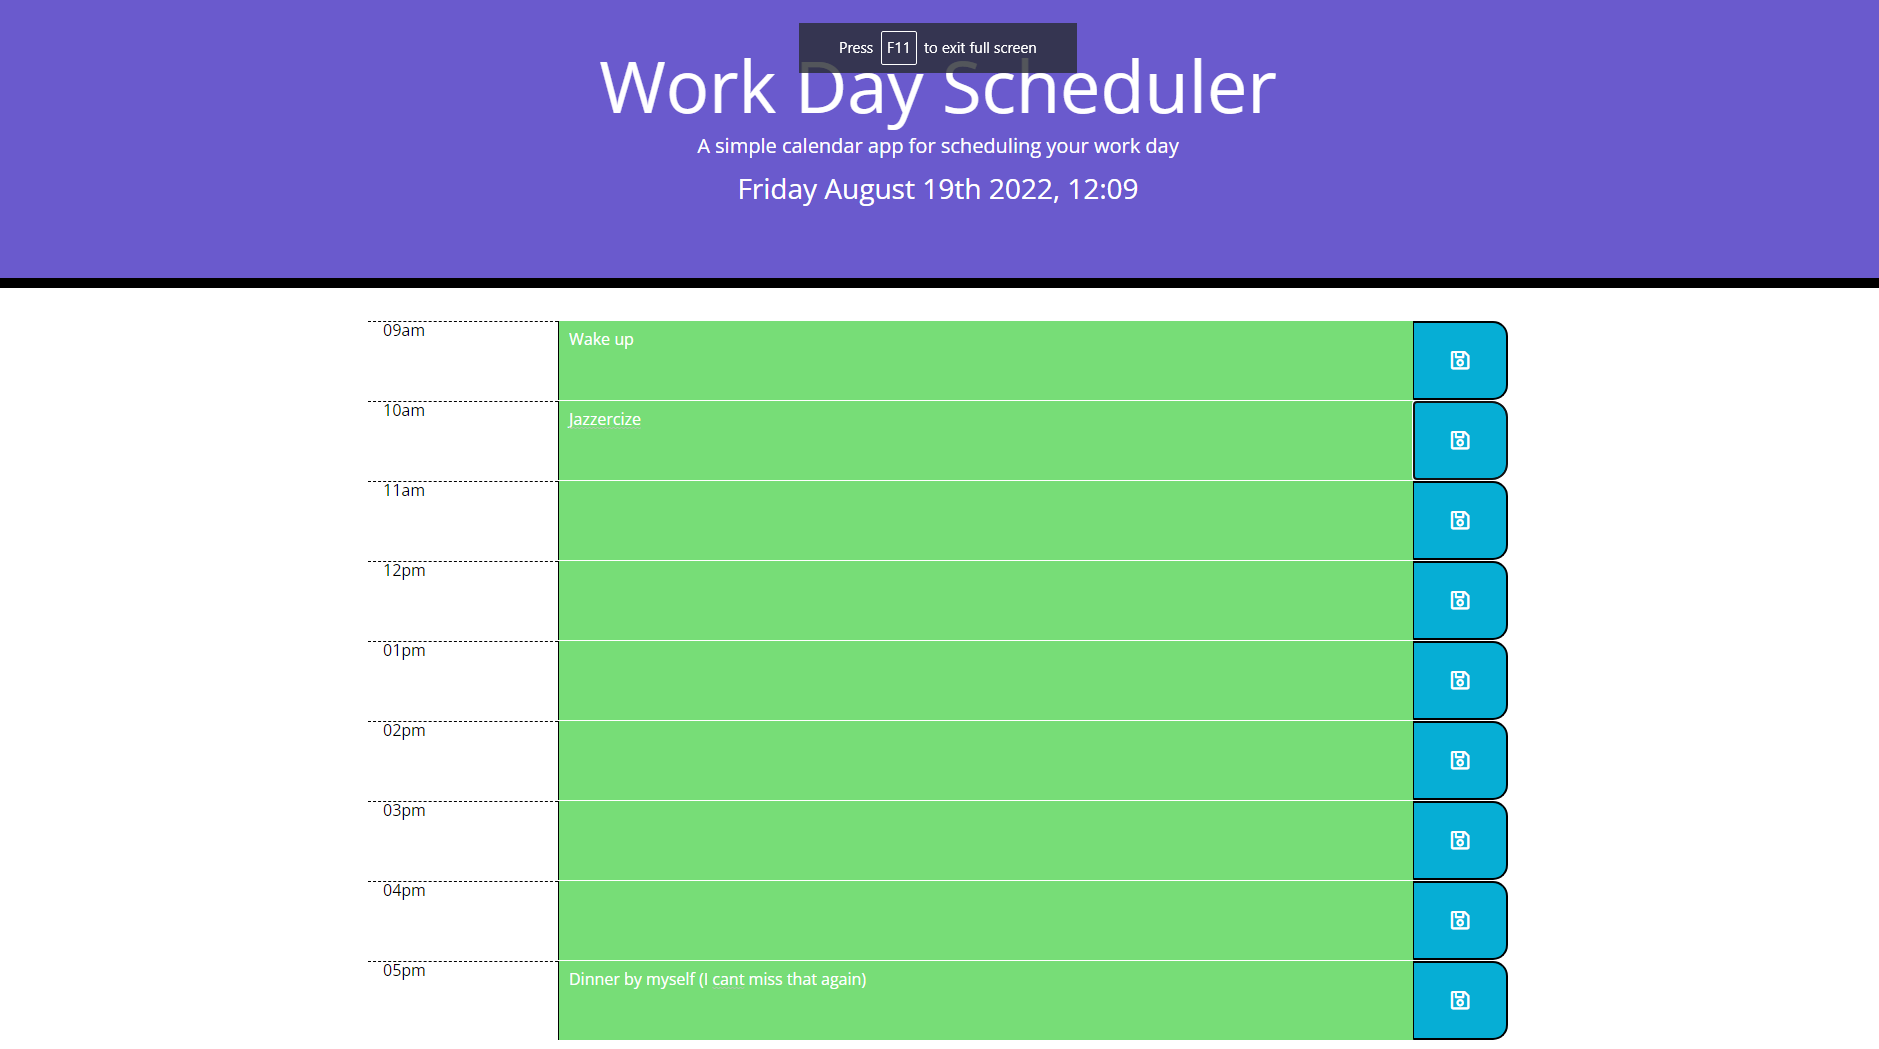 Press F11 to exit full screen
Work Day Scheduler
A simple calendar app for scheduling your work day
Friday August 19th 2022, 12:09
09am Wake up
10am Jazzercize
11am
12pm
01pm
02pm
03pm
04pm
05pm Dinner by myself (I cant miss that again)